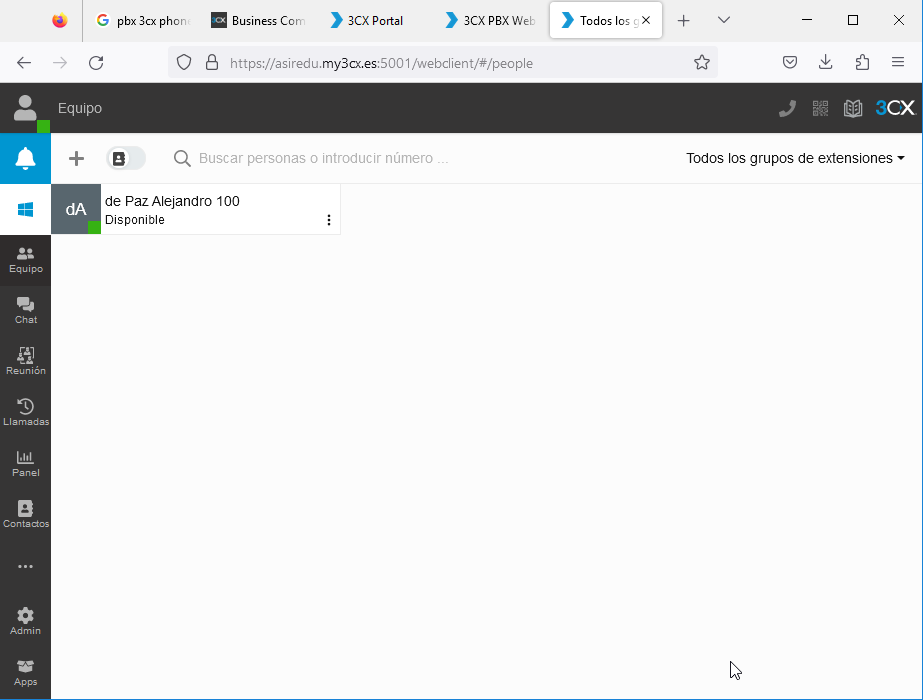 pbx 3cx phone
3CX
Business Com
3CX Portal
3CX PBX Web
Todos los g
https://asiredu.my3cx.es:5001/webclient/#/people
Equipo
3CX
Buscar personas o introducir número ...
Todos los grupos de extensiones
dA
de Paz Alejandro 100
Disponible
Equipo
Chat
Reunión
Llamadas
Panel
Contactos
Admin
Apps